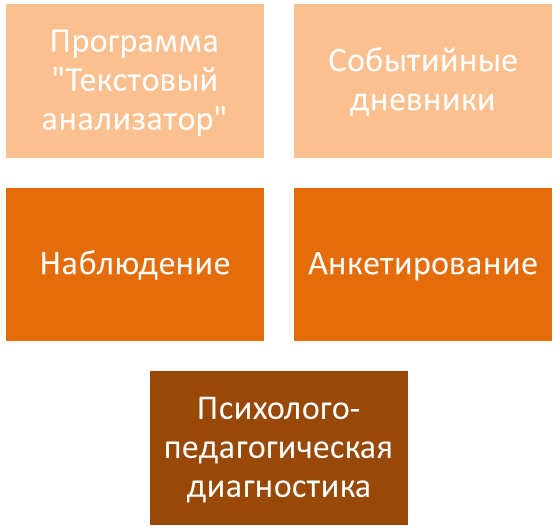 Программа
"Текстовый
анализатор"
Событийные
дневники
Наблюдение
Анкетирование
Психолого-
педагогическая
диагностика